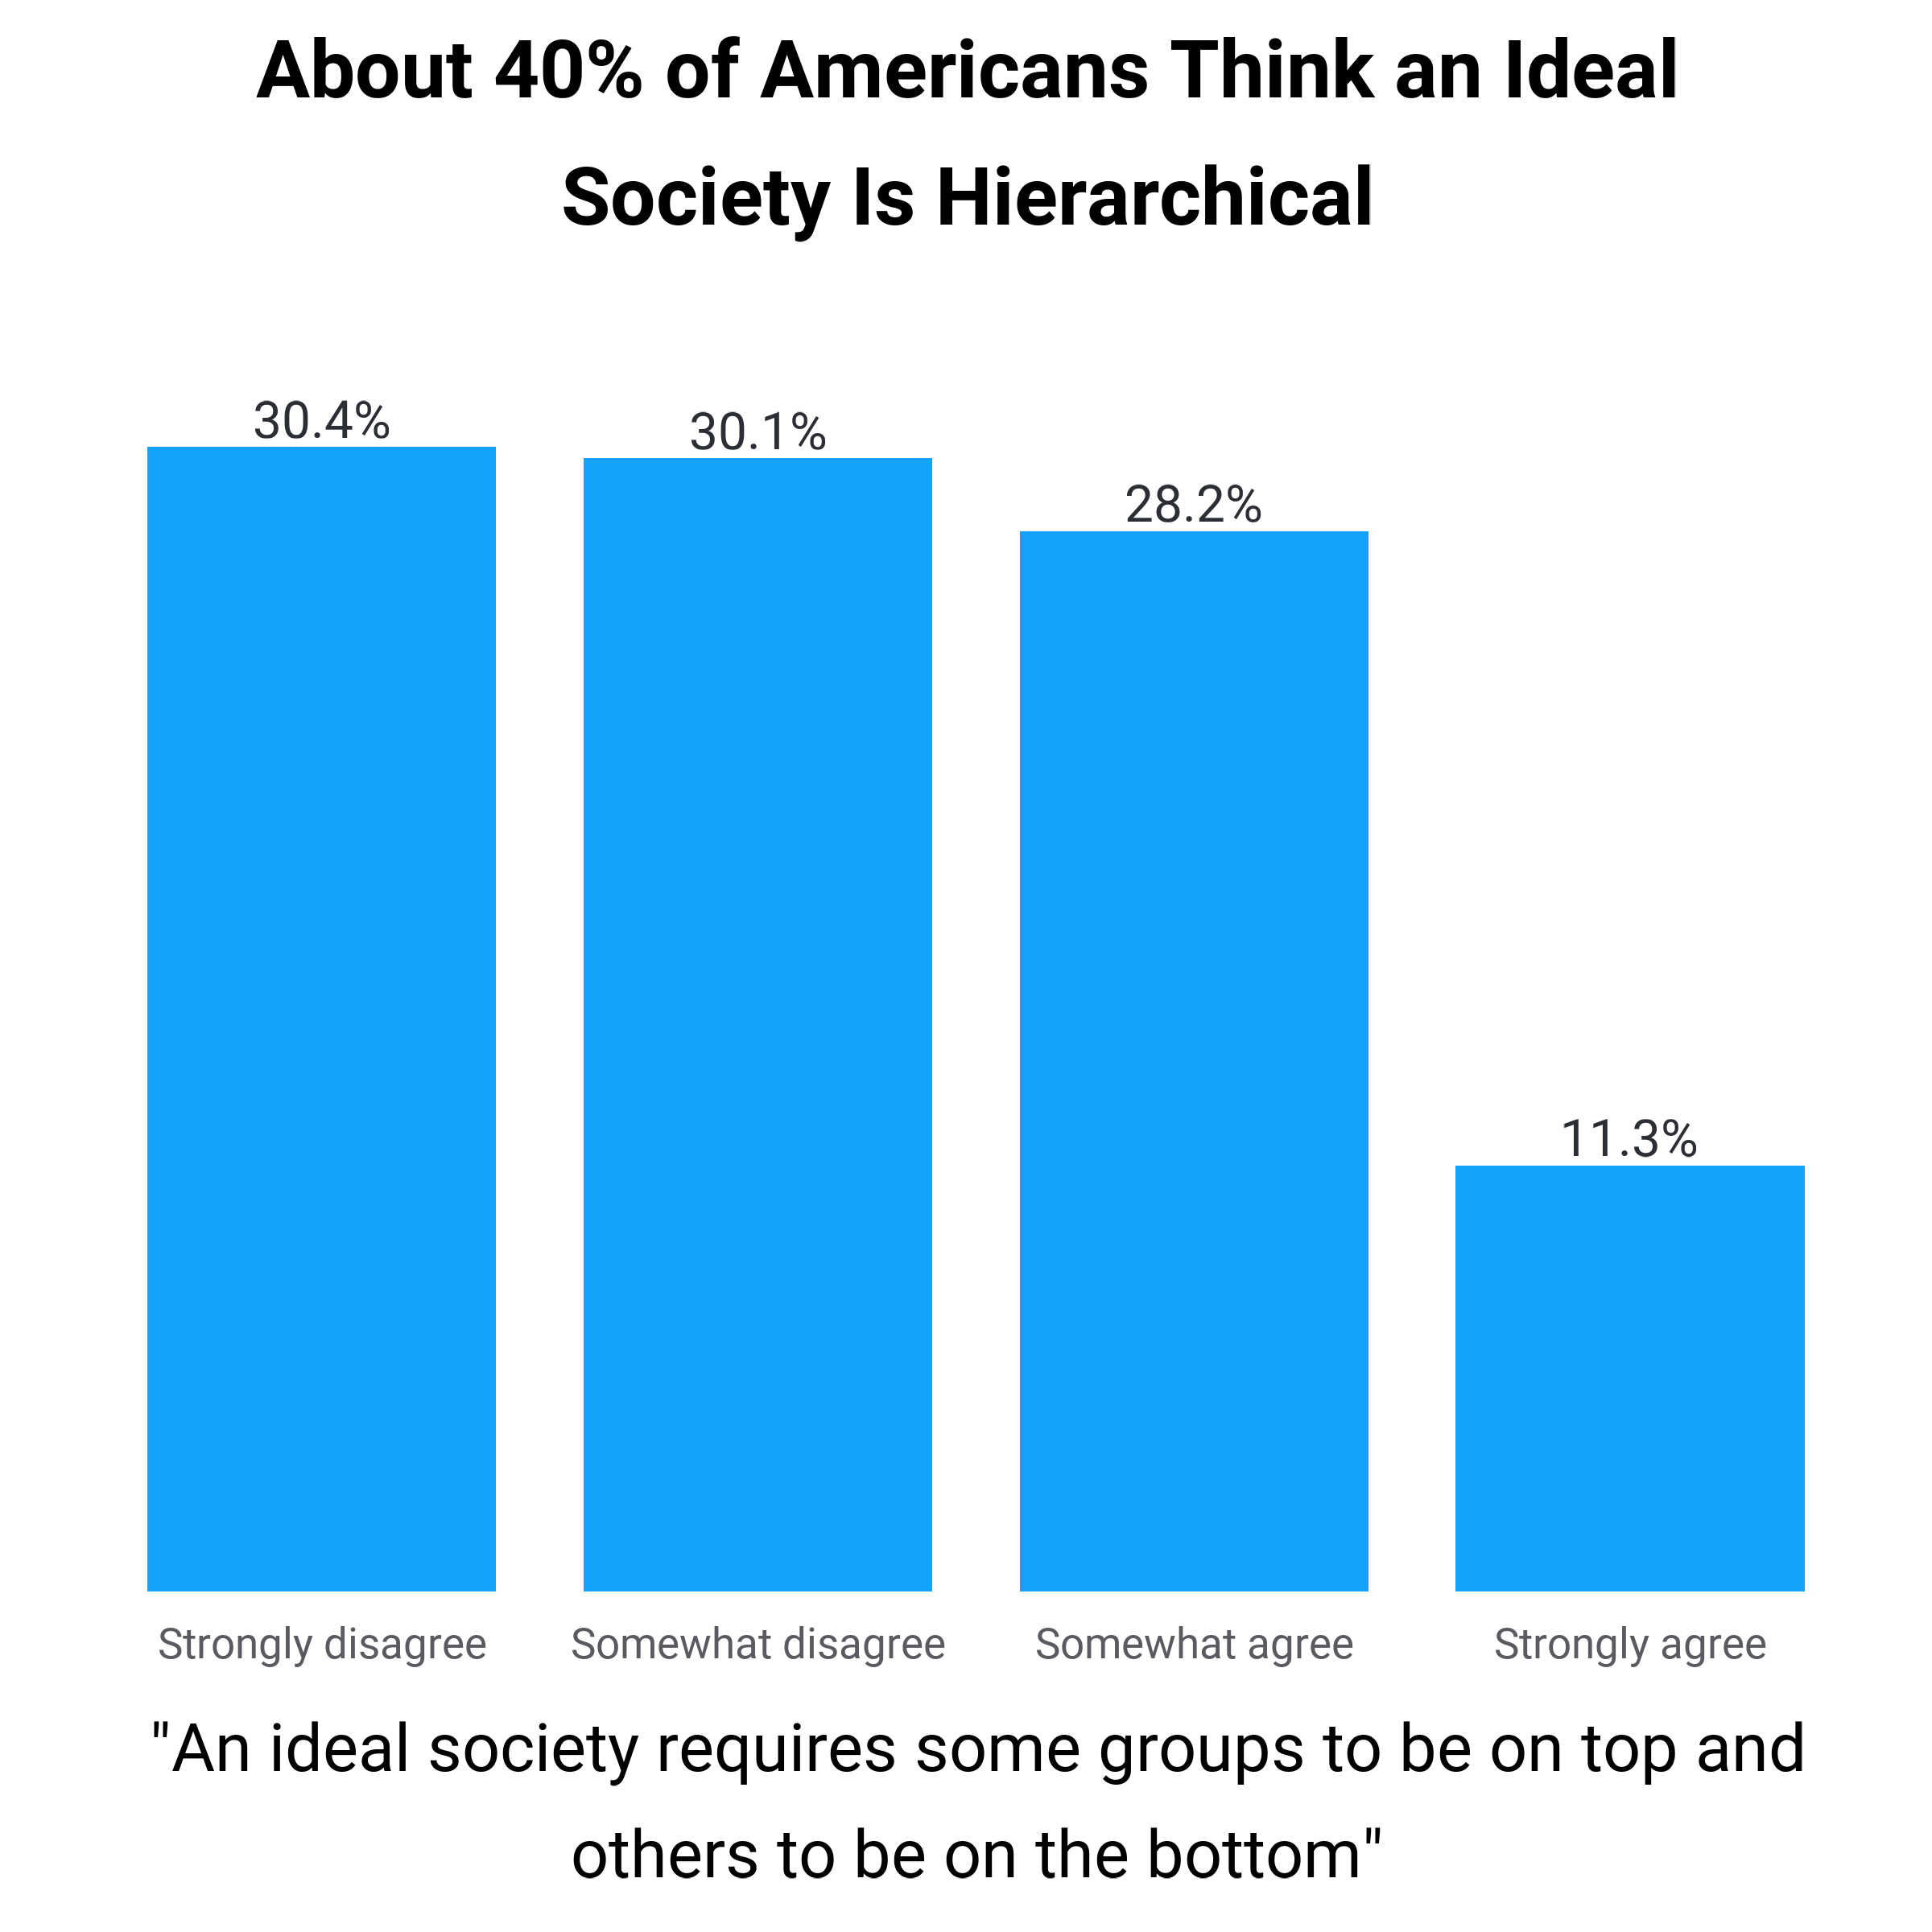 About 40% of Americans Think an Ideal
Society Is Hierarchical
30.4%
30.1%
28.2%
11.3%
Strongly disagree
Somewhat disagree
Somewhat agree
Strongly agree
"An ideal society requires some groups to be on top and
others to be on the bottom"